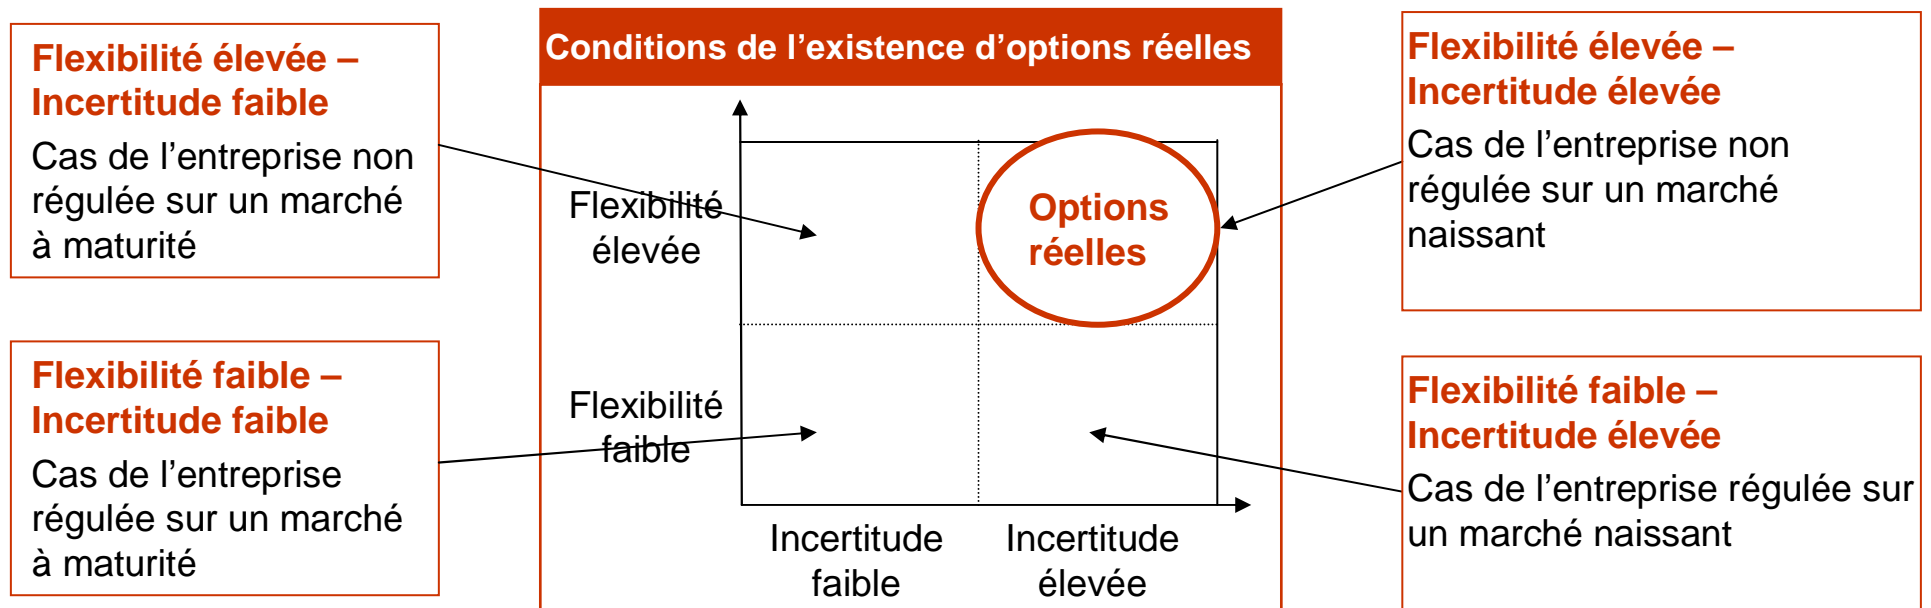 Flexibilité élevée –
Incertitude faible
Cas de l’entreprise non
régulée sur un marché
à maturité
Flexibilité faible –
Incertitude faible
Cas de l’entreprise
régulée sur un marché
à maturité
Conditions de l’existence d’options réelles
Flexibilité
élevée
Options
réelles
Flexibilité
faible
Incertitude
faible
Incertitude
élevée
Flexibilité élevée –
Incertitude élevée
Cas de l’entreprise non
régulée sur un marché
naissant
Flexibilité faible –
Incertitude élevée
Cas de l’entreprise régulée sur
un marché naissant